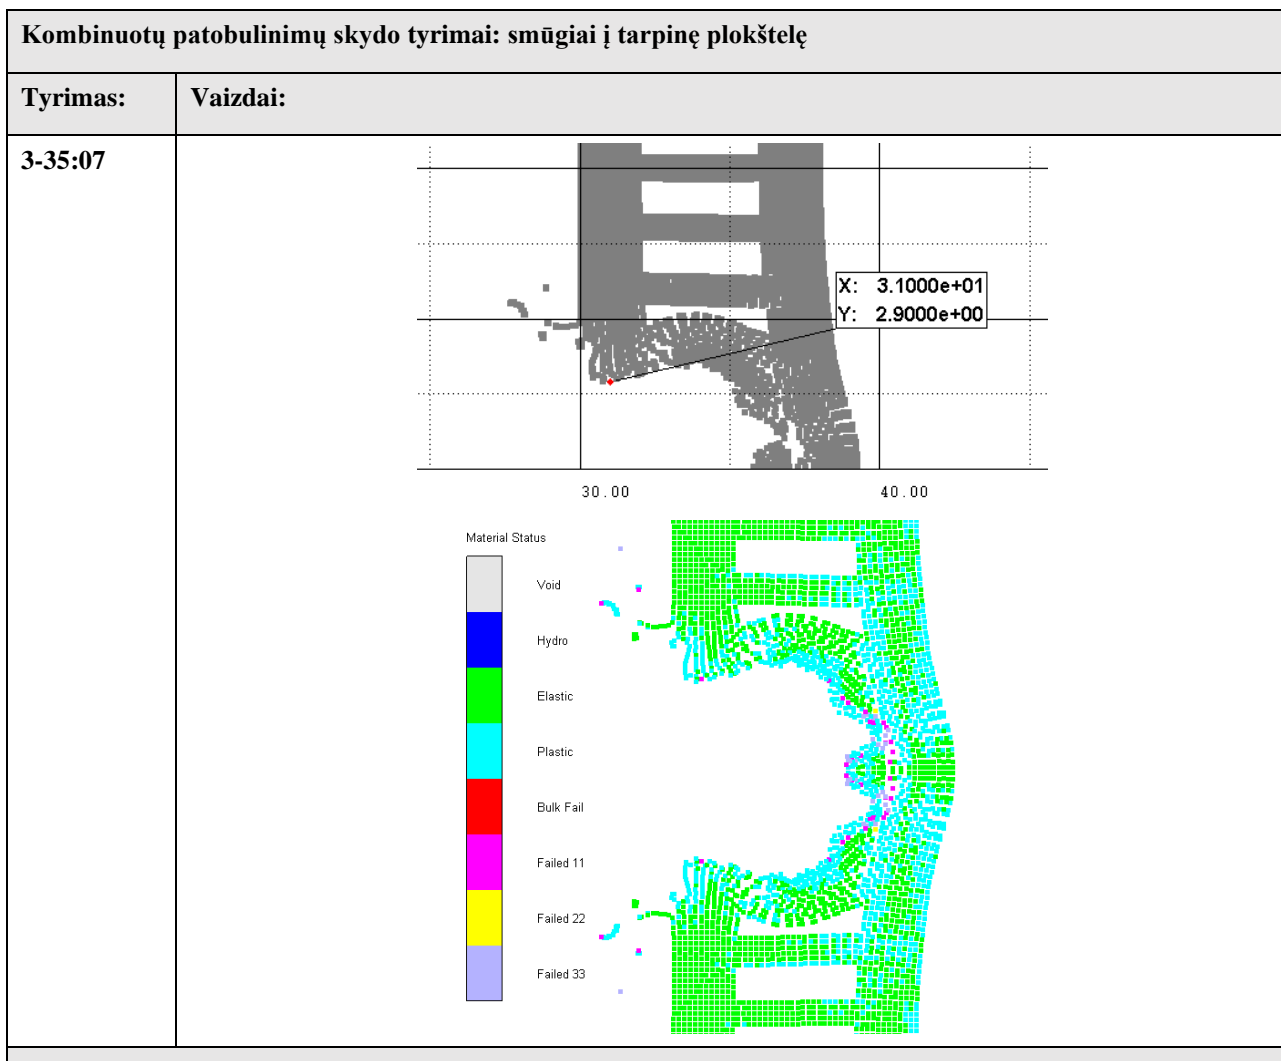 Kombinuotų patobulinimų skydo tyrimai: smūgiai į tarpinę plokštelę
Tyrimas: Vaizdai:
3-35:07
X: 3.1000e+01
Y: 2.9000e+00
30.00 40.00
Material Status
Void
Hydro
Elastic
Plastic
Bulk Fail
Failed 11
Failed 22
Failed 33